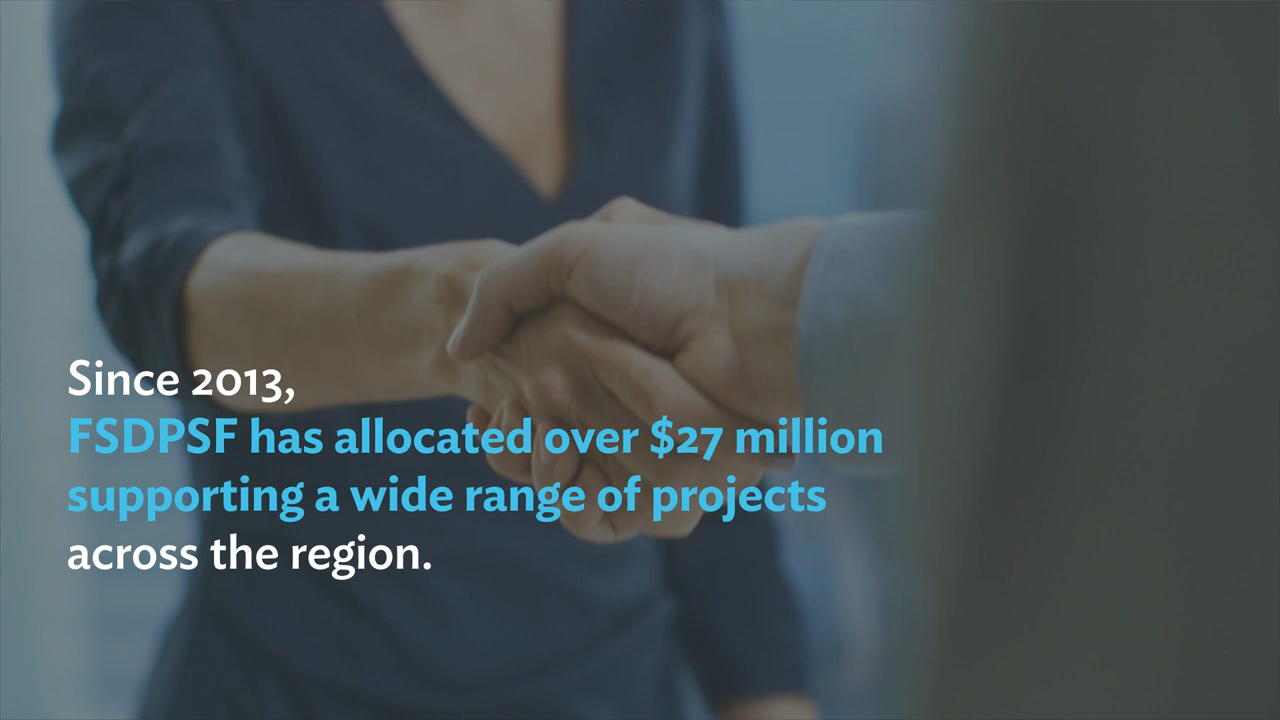 Since 2013,
FSDPSF has allocated over $27 million
supporting a wide range of projects
across the region.